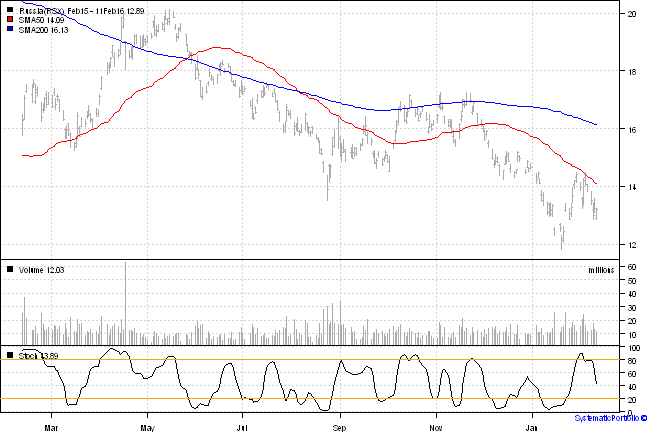 Russia(RSX), Feb15 - 11Feb16 12.89
SMA50 14.09
SMA200 16.13
20
18
16
14
12
Volume 12.03
millions
60
50
40
30
20
10
Stoch 43.89
100
80
60
40
20
0
Mar May Jul Sep Nov Jan
SystematicPortfolio ©